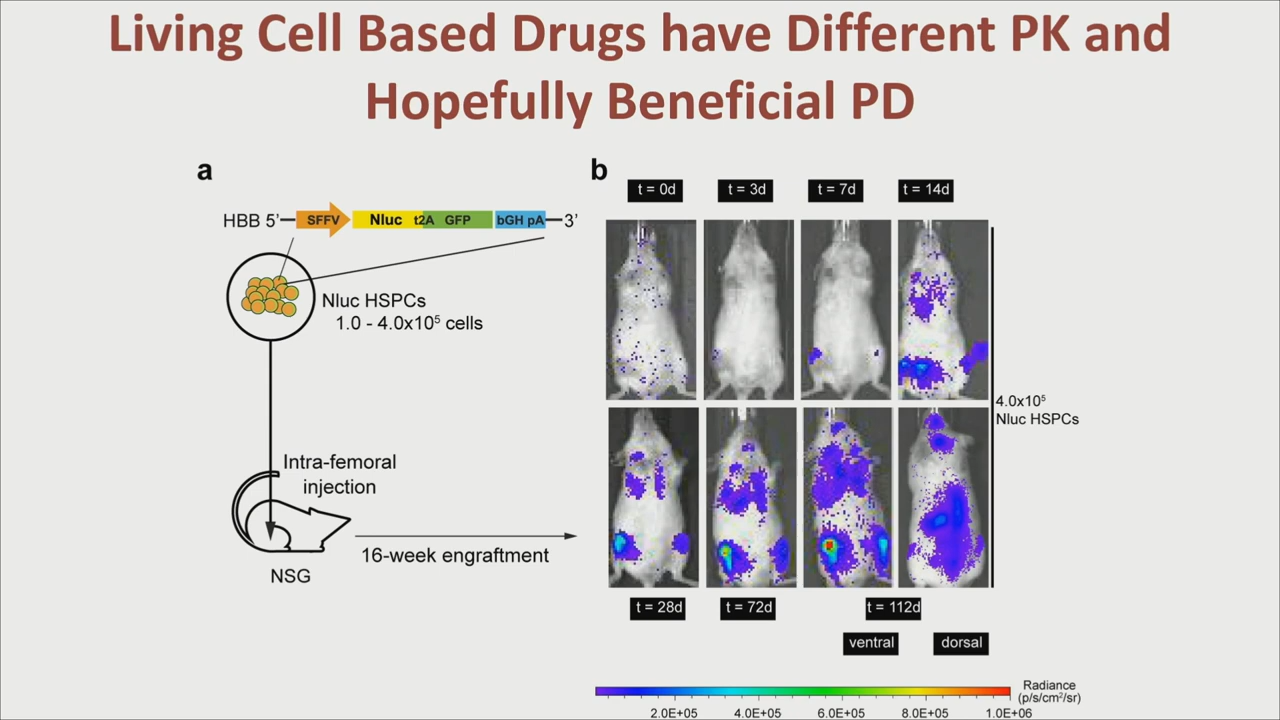 Living Cell Based Drugs have Different PK and
Hopefully Beneficial PD
a
HBB 5' SFFV Nluc t2A GFP bGH pA 3'
Nluc HSPCs
1.0 - 4.0x10⁵ cells
Intra-femoral
injection
NSG
16-week engraftment
b
t = 0d t = 3d t = 7d t = 14d
4.0x10⁵
Nluc HSPCs
t = 28d t = 72d t = 112d
ventral dorsal
Radiance
(p/s/cm²/sr)
2.0E+05 4.0E+05 6.0E+05 8.0E+05 1.0E+06